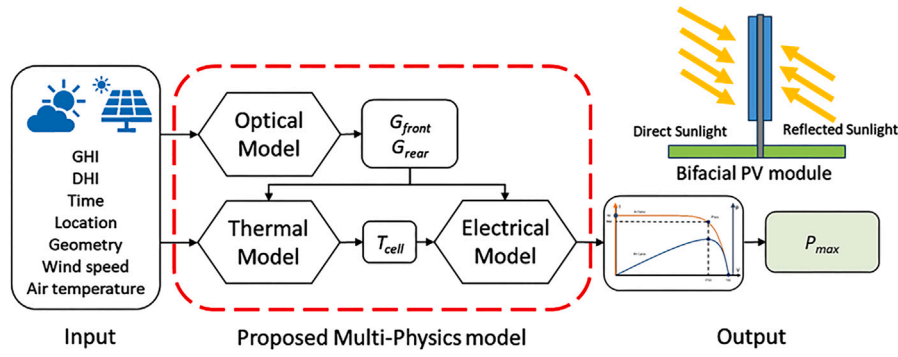 GHI
DHI
Time
Location
Geometry
Wind speed
Air temperature
Input
Optical
Model
G_front
G_rear
Thermal
Model
T_cell
Electrical
Model
Proposed Multi-Physics model
Direct Sunlight
Reflected Sunlight
Bifacial PV module
P_max
Output